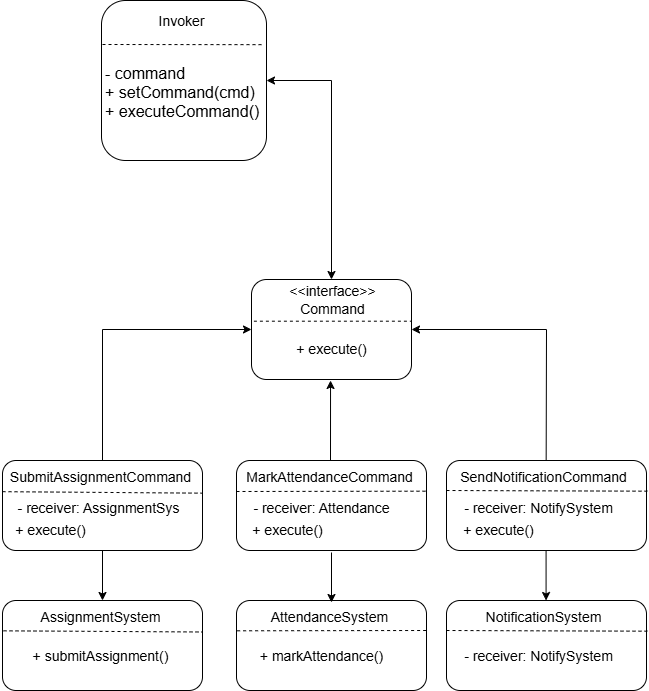 Invoker
- command
+ setCommand(cmd)
+ executeCommand()
<<interface>>
Command
+ execute()
SubmitAssignmentCommand
- receiver: AssignmentSys
+ execute()
MarkAttendanceCommand
- receiver: Attendance
+ execute()
SendNotificationCommand
- receiver: NotifySystem
+ execute()
AssignmentSystem
+ submitAssignment()
AttendanceSystem
+ markAttendance()
NotificationSystem
- receiver: NotifySystem